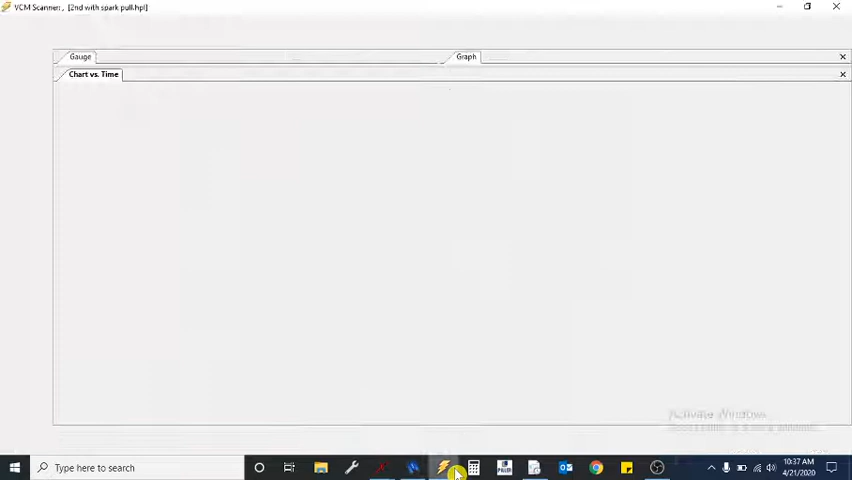 VCM Scanner: , [2nd with spark pull.hpl]
Gauge
Graph
Chart vs. Time
Activate Windows
Type here to search
10:37 AM
4/21/2020